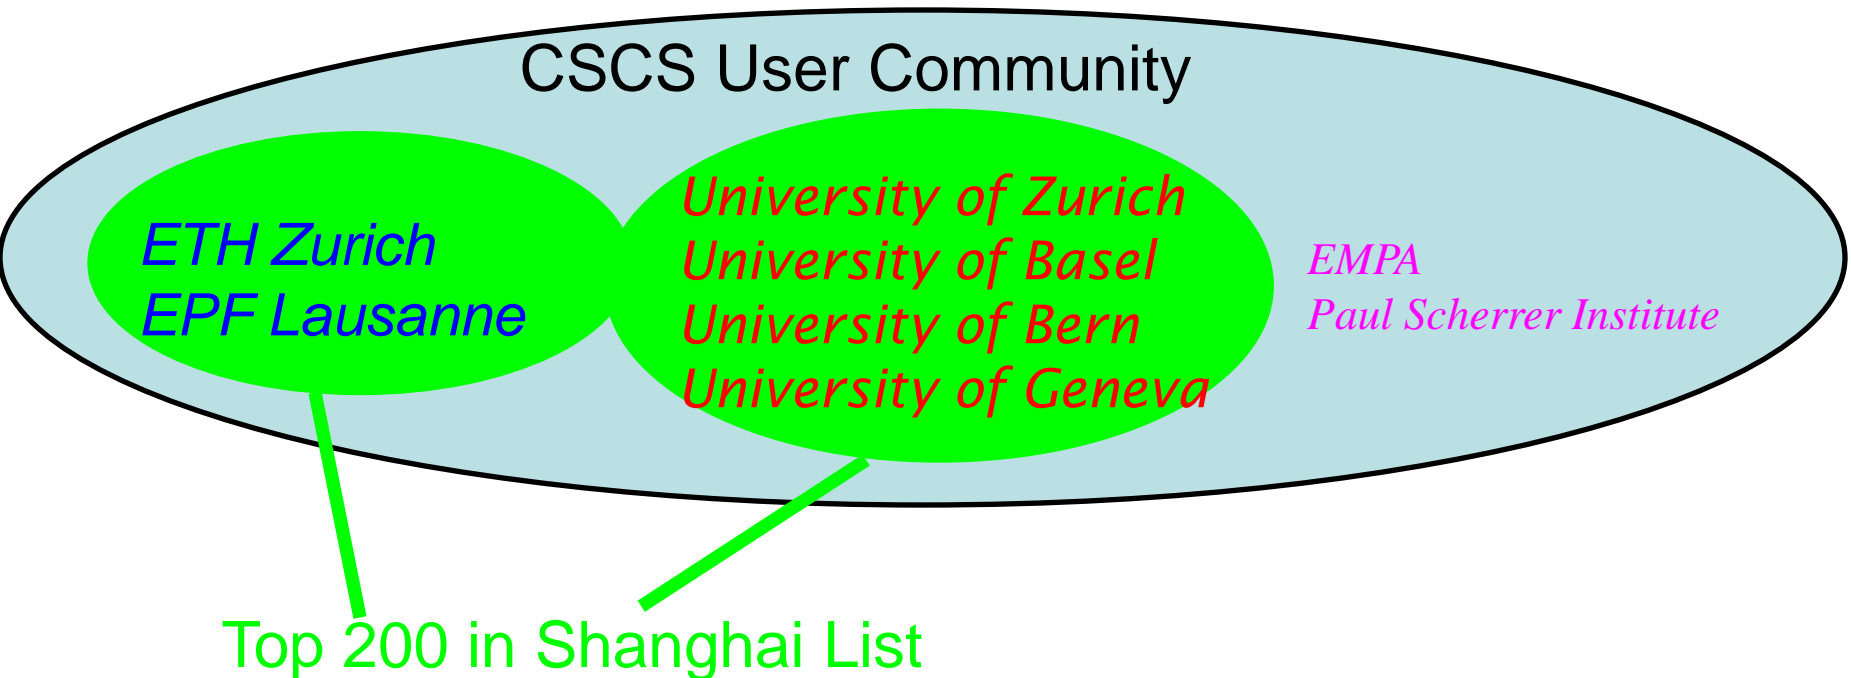 CSCS User Community
ETH Zurich
EPF Lausanne
University of Zurich
University of Basel
University of Bern
University of Geneva
EMPA
Paul Scherrer Institute
Top 200 in Shanghai List